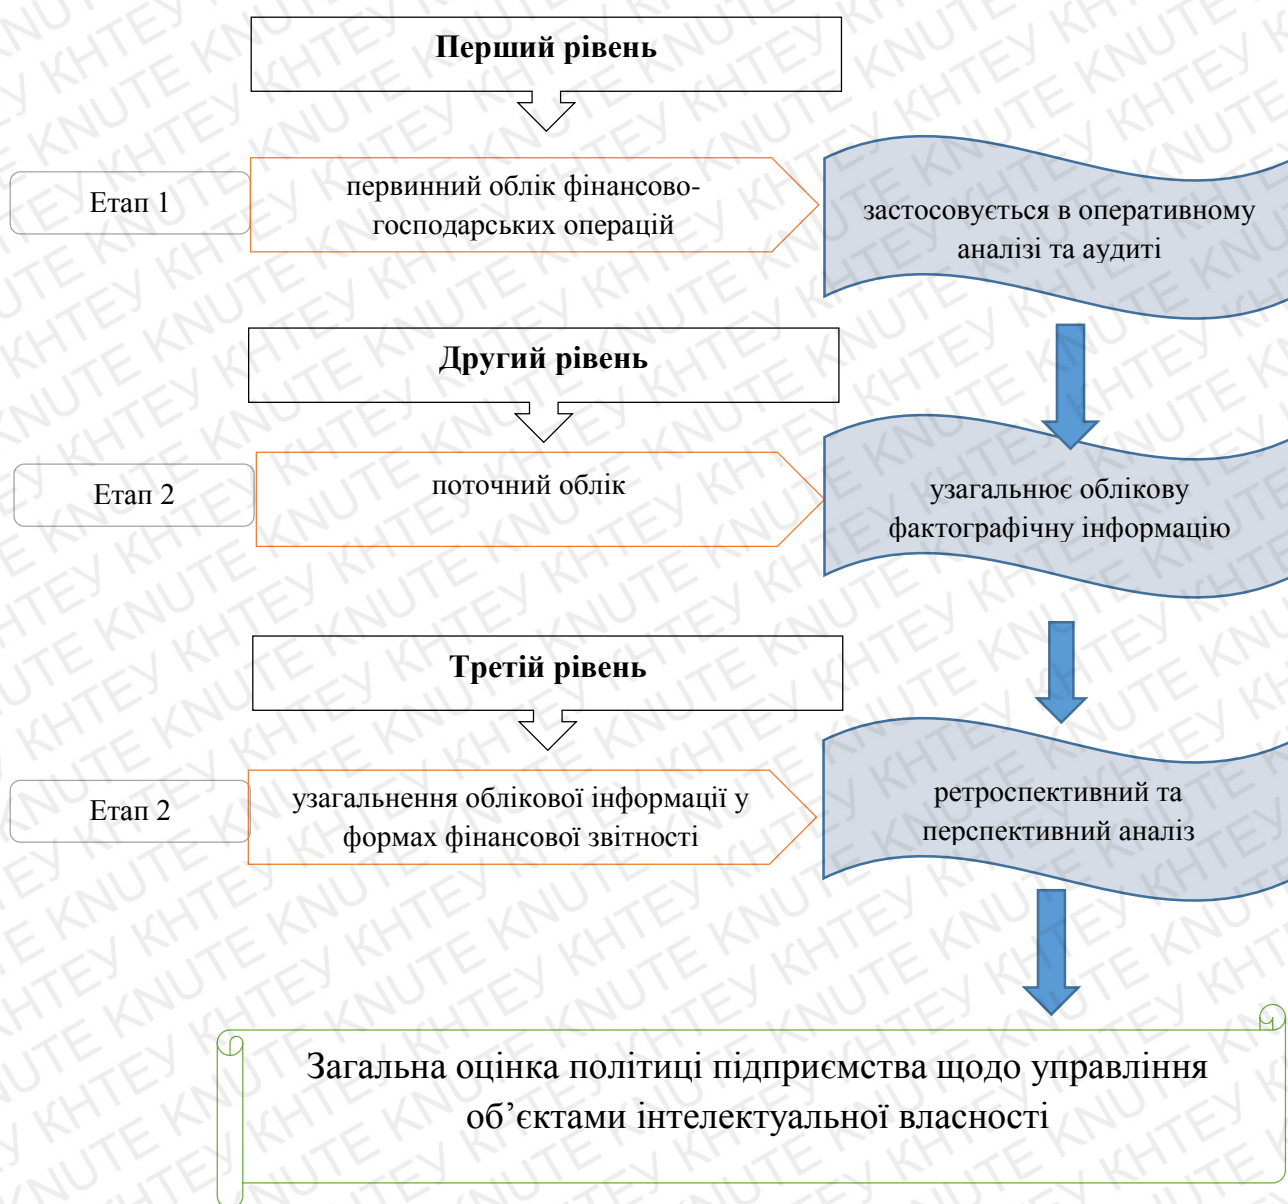 Перший рівень
Етап 1
первинний облік фінансово-
господарських операцій
застосовується в оперативному
аналізі та аудиті
Другий рівень
Етап 2
поточний облік
узагальнює облікову
фактографічну інформацію
Третій рівень
Етап 2
узагальнення облікової інформації у
формах фінансової звітності
ретроспективний та
перспективний аналіз
Загальна оцінка політиці підприємства щодо управління
об’єктами інтелектуальної власності